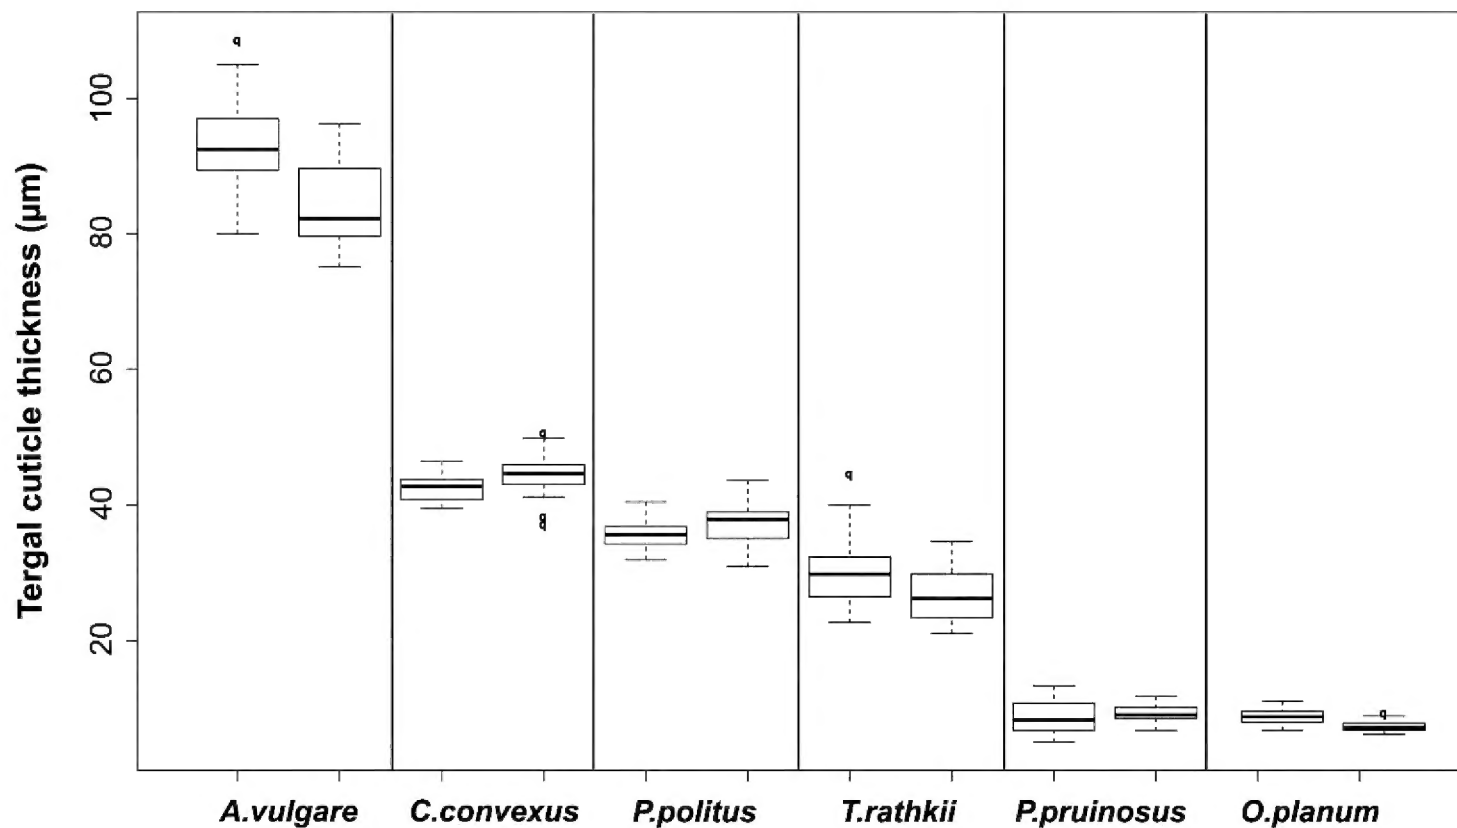 Tergal cuticle thickness (µm)
100
80
60
40
20
q
q
q
q
q
q
A.vulgare C.convexus P.politus T.rathkii P.pruinosus O.planum